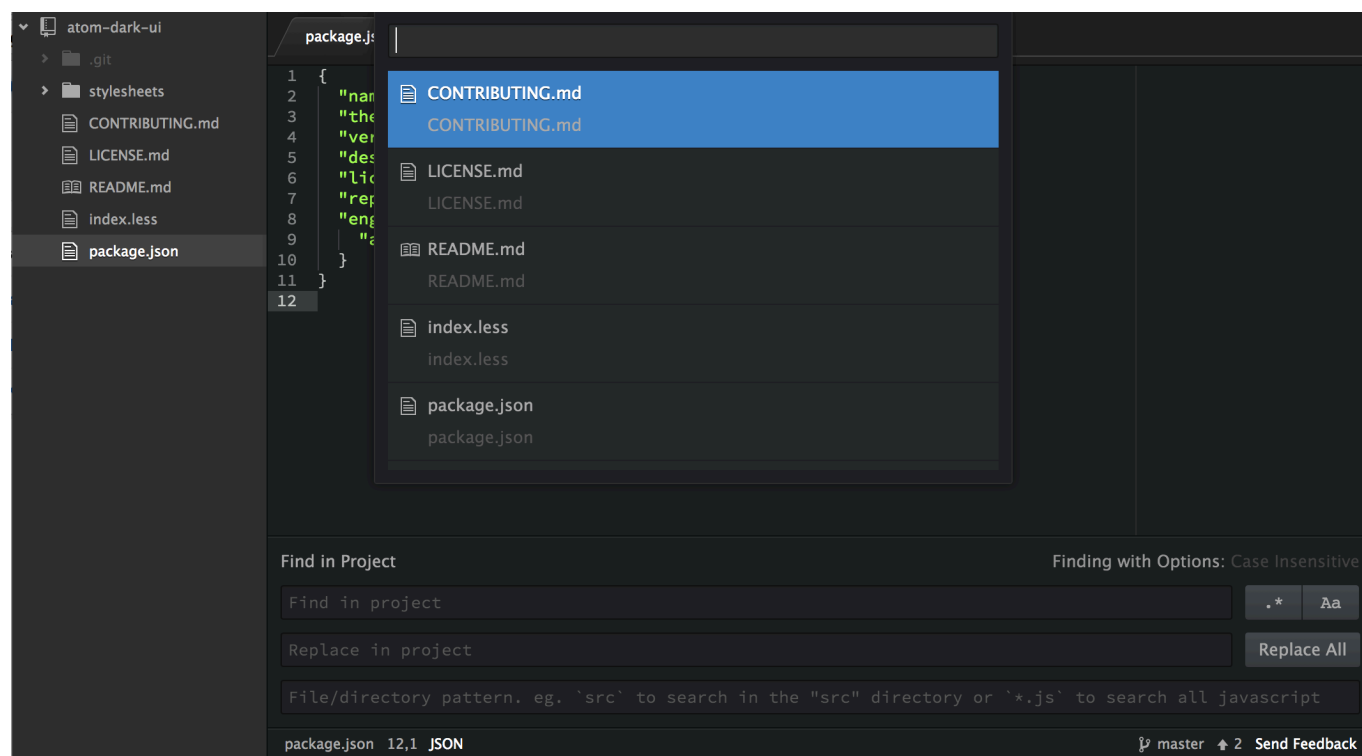 atom-dark-ui
.git
stylesheets
CONTRIBUTING.md
LICENSE.md
README.md
index.less
package.json
package.js
1 {
2 "nam
3 "the
4 "ver
5 "des
6 "lic
7 "rep
8 "eng
9 "a
10 }
11 }
12
CONTRIBUTING.md
CONTRIBUTING.md
LICENSE.md
LICENSE.md
README.md
README.md
index.less
index.less
package.json
package.json
Find in Project
Finding with Options: Case Insensitive
Find in project
.* Aa
Replace in project
Replace All
File/directory pattern. eg. `src` to search in the "src" directory or `*.js` to search all javascript
package.json 12,1 JSON
master 2 Send Feedback